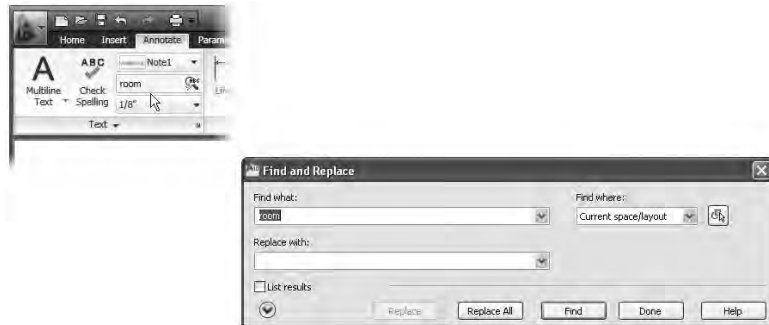 Home Insert Annotate Param
A ABC Note1
Multiline Text Check Spelling room
1/8"
Text
Find and Replace
Find what: Find where:
room Current space/layout
Replace with:
List results
Replace Replace All Find Done Help